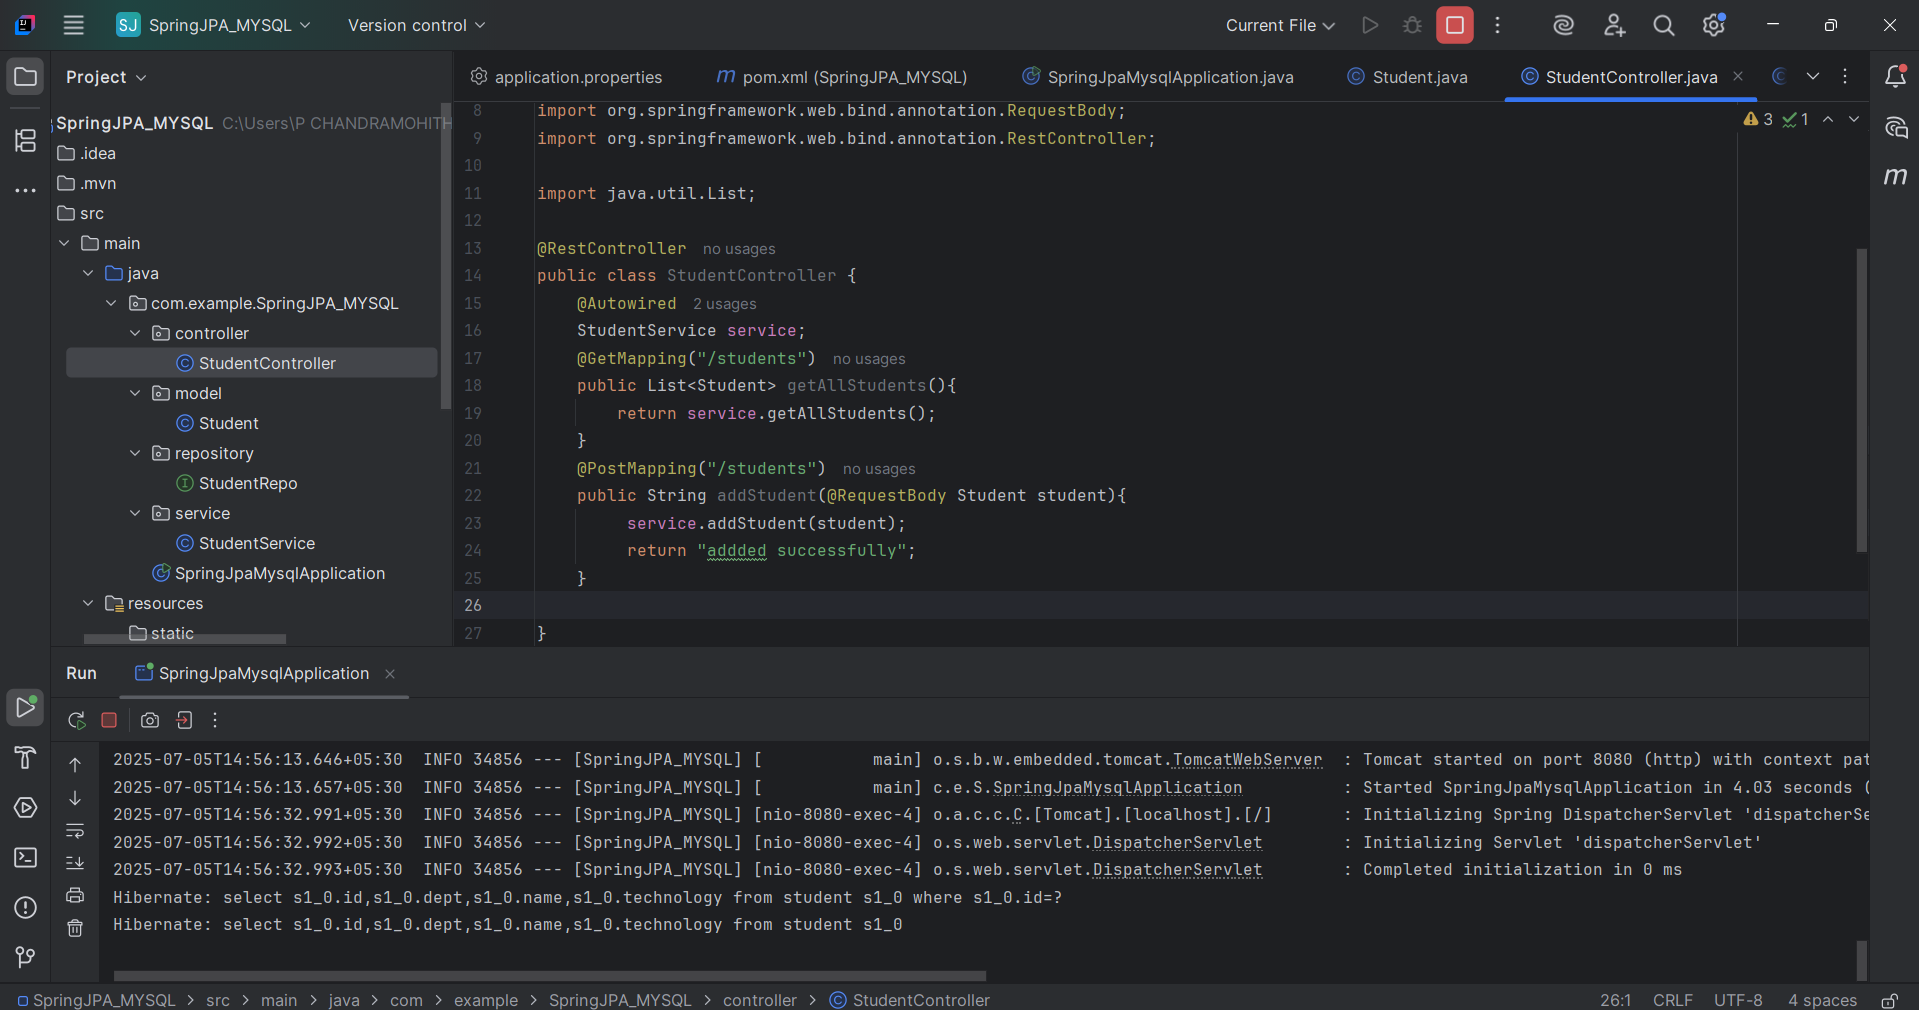 SJ SpringJPA_MYSQL Version control Current File
Project
application.properties
m pom.xml (SpringJPA_MYSQL)
SpringJpaMysqlApplication.java
Student.java
StudentController.java
SpringJPA_MYSQL C:\Users\P CHANDRAMOHITH
.idea
.mvn
src
main
java
com.example.SpringJPA_MYSQL
controller
StudentController
model
Student
repository
StudentRepo
service
StudentService
SpringJpaMysqlApplication
resources
static
3 1
8 import org.springframework.web.bind.annotation.RequestBody;
9 import org.springframework.web.bind.annotation.RestController;
10
11 import java.util.List;
12
13 @RestController no usages
14 public class StudentController {
15 @Autowired 2 usages
16 StudentService service;
17 @GetMapping("/students") no usages
18 public List<Student> getAllStudents(){
19 return service.getAllStudents();
20 }
21 @PostMapping("/students") no usages
22 public String addStudent(@RequestBody Student student){
23 service.addStudent(student);
24 return "addded successfully";
25 }
26
27 }
m
Run SpringJpaMysqlApplication
2025-07-05T14:56:13.646+05:30 INFO 34856 --- [SpringJPA_MYSQL] [ main] o.s.b.w.embedded.tomcat.TomcatWebServer : Tomcat started on port 8080 (http) with context pat
2025-07-05T14:56:13.657+05:30 INFO 34856 --- [SpringJPA_MYSQL] [ main] c.e.S.SpringJpaMysqlApplication : Started SpringJpaMysqlApplication in 4.03 seconds (
2025-07-05T14:56:32.991+05:30 INFO 34856 --- [SpringJPA_MYSQL] [nio-8080-exec-4] o.a.c.c.C.[Tomcat].[localhost].[/] : Initializing Spring DispatcherServlet 'dispatcherSe
2025-07-05T14:56:32.992+05:30 INFO 34856 --- [SpringJPA_MYSQL] [nio-8080-exec-4] o.s.web.servlet.DispatcherServlet : Initializing Servlet 'dispatcherServlet'
2025-07-05T14:56:32.993+05:30 INFO 34856 --- [SpringJPA_MYSQL] [nio-8080-exec-4] o.s.web.servlet.DispatcherServlet : Completed initialization in 0 ms
Hibernate: select s1_0.id,s1_0.dept,s1_0.name,s1_0.technology from student s1_0 where s1_0.id=?
Hibernate: select s1_0.id,s1_0.dept,s1_0.name,s1_0.technology from student s1_0
SpringJPA_MYSQL > src > main > java > com > example > SpringJPA_MYSQL > controller > StudentController 26:1 CRLF UTF-8 4 spaces